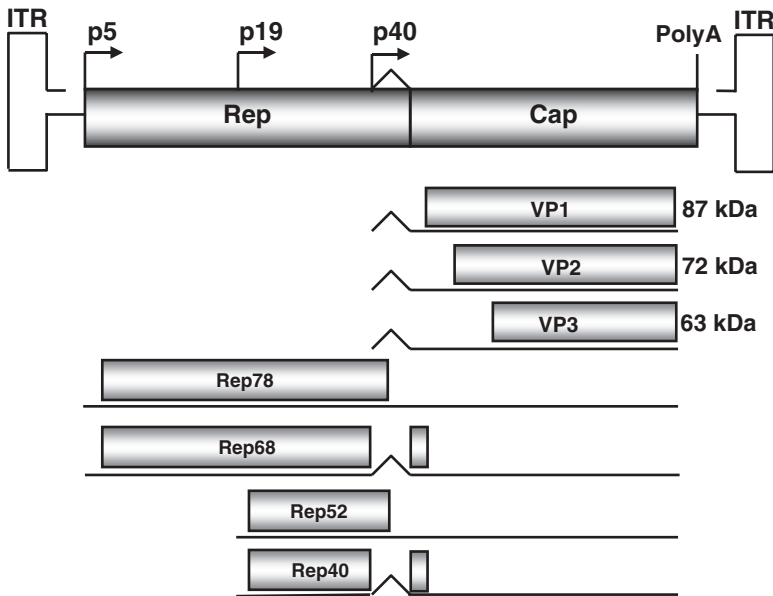 ITR
p5
p19
p40
PolyA
ITR
Rep
Cap
VP1
87 kDa
VP2
72 kDa
VP3
63 kDa
Rep78
Rep68
Rep52
Rep40